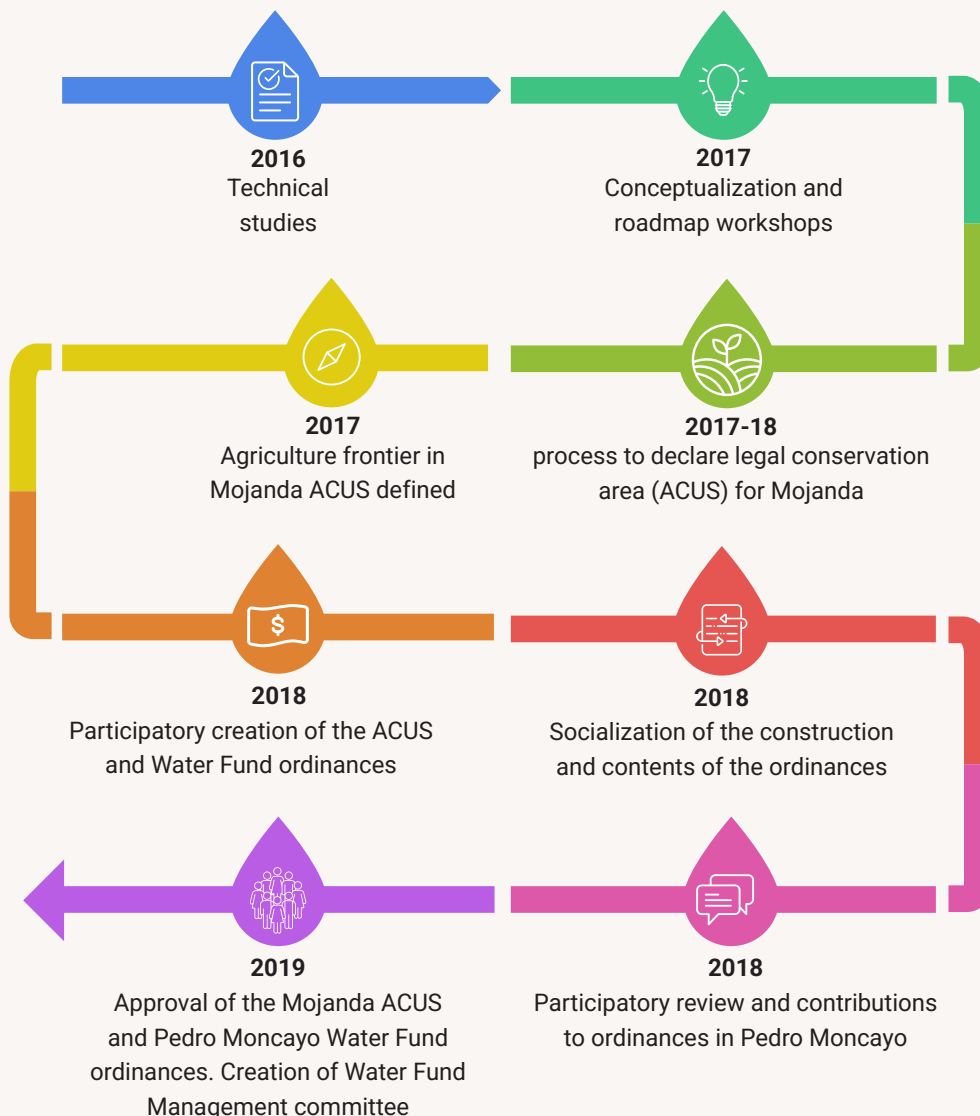 2016
Technical
studies
2017
Conceptualization and
roadmap workshops
2017-18
process to declare legal conservation
area (ACUS) for Mojanda
2017
Agriculture frontier in
Mojanda ACUS defined
$
2018
Participatory creation of the ACUS
and Water Fund ordinances
2018
Socialization of the construction
and contents of the ordinances
2018
Participatory review and contributions
to ordinances in Pedro Moncayo
2019
Approval of the Mojanda ACUS
and Pedro Moncayo Water Fund
ordinances. Creation of Water Fund
Management committee